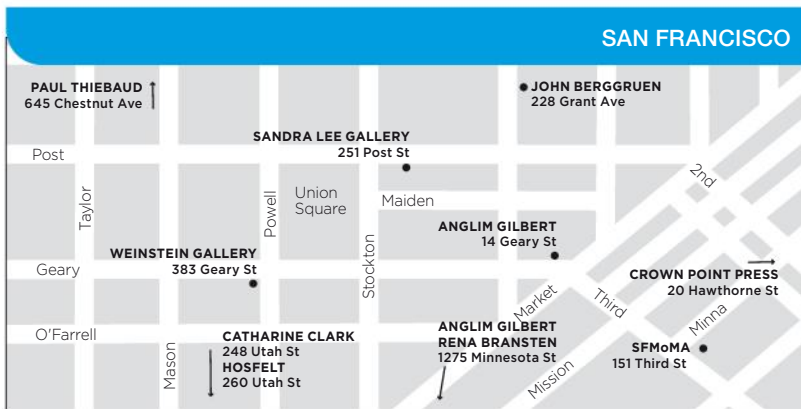 SAN FRANCISCO
PAUL THIEBAUD
645 Chestnut Ave
JOHN BERGGRUEN
228 Grant Ave
SANDRA LEE GALLERY
251 Post St
Post
2nd
Taylor
Powell
Union
Square
Maiden
Stockton
ANGLIM GILBERT
14 Geary St
WEINSTEIN GALLERY
383 Geary St
Geary
CROWN POINT PRESS
20 Hawthorne St
Market
Third
Minna
O'Farrell
Mason
CATHARINE CLARK
248 Utah St
HOSFELT
260 Utah St
ANGLIM GILBERT
RENA BRANSTEN
1275 Minnesota St
Mission
SFMoMA
151 Third St